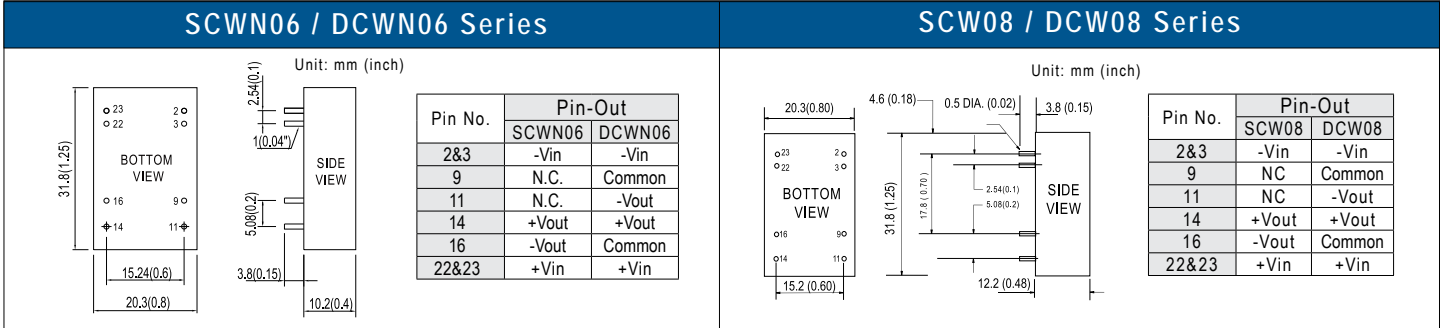 SCWN06 / DCWN06 Series
Unit: mm (inch)
31.8(1.25)
23 2
22 3
BOTTOM
VIEW
16 9
14 11
15.24(0.6)
20.3(0.8)
2.54(0.1)
1(0.04")
5.08(0.2)
3.8(0.15)
SIDE
VIEW
10.2(0.4)
Pin No. Pin-Out
SCWN06 DCWN06
2&3 -Vin -Vin
9 N.C. Common
11 N.C. -Vout
14 +Vout +Vout
16 -Vout Common
22&23 +Vin +Vin
SCW08 / DCW08 Series
Unit: mm (inch)
20.3(0.80)
23 2
22 3
BOTTOM
VIEW
16 9
14 11
15.2 (0.60)
4.6 (0.18)
0.5 DIA. (0.02)
3.8 (0.15)
31.8 (1.25)
17.8 ( 0.70 )
2.54(0.1)
5.08(0.2)
SIDE
VIEW
12.2 (0.48)
Pin No. Pin-Out
SCW08 DCW08
2&3 -Vin -Vin
9 NC Common
11 NC -Vout
14 +Vout +Vout
16 -Vout Common
22&23 +Vin +Vin